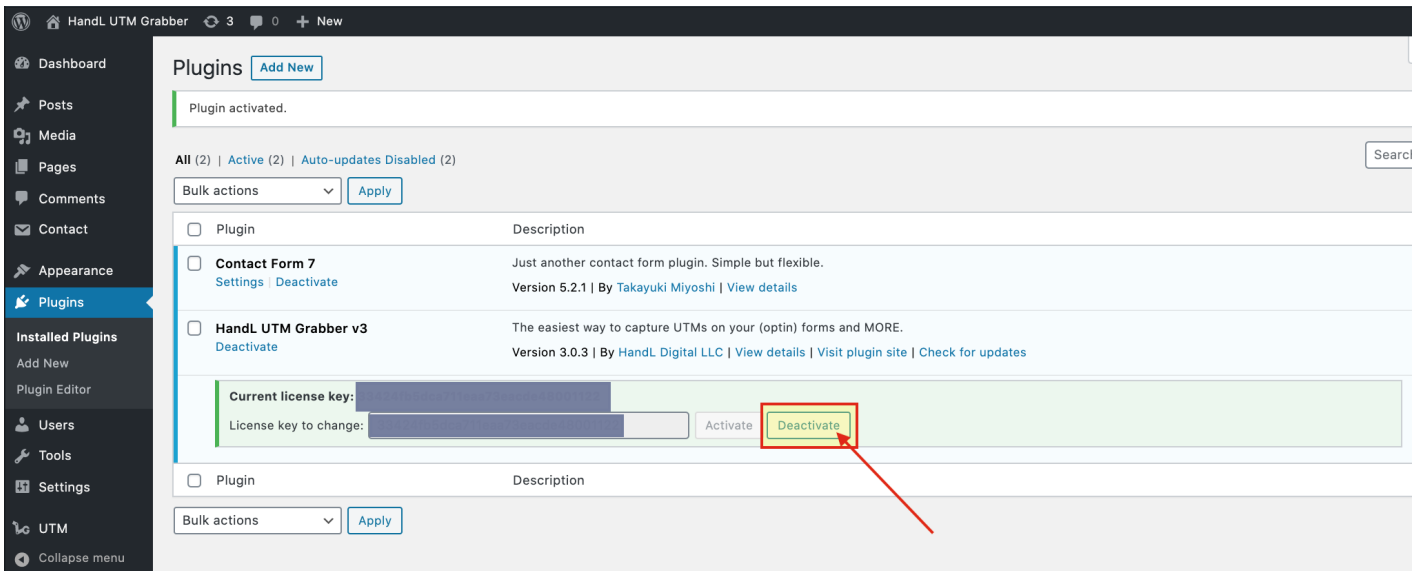 HandL UTM Grabber 3 0 + New
Dashboard
Posts
Media
Pages
Comments
Contact
Appearance
Plugins
Installed Plugins
Add New
Plugin Editor
Users
Tools
Settings
UTM
Collapse menu
Plugins Add New
Plugin activated.
All (2) | Active (2) | Auto-updates Disabled (2)
Search
Bulk actions Apply
Plugin Description
Contact Form 7 Just another contact form plugin. Simple but flexible.
Settings | Deactivate Version 5.2.1 | By Takayuki Miyoshi | View details
HandL UTM Grabber v3 The easiest way to capture UTMs on your (optin) forms and MORE.
Deactivate Version 3.0.3 | By HandL Digital LLC | View details | Visit plugin site | Check for updates
Current license key:
License key to change: Activate Deactivate
Plugin Description
Bulk actions Apply